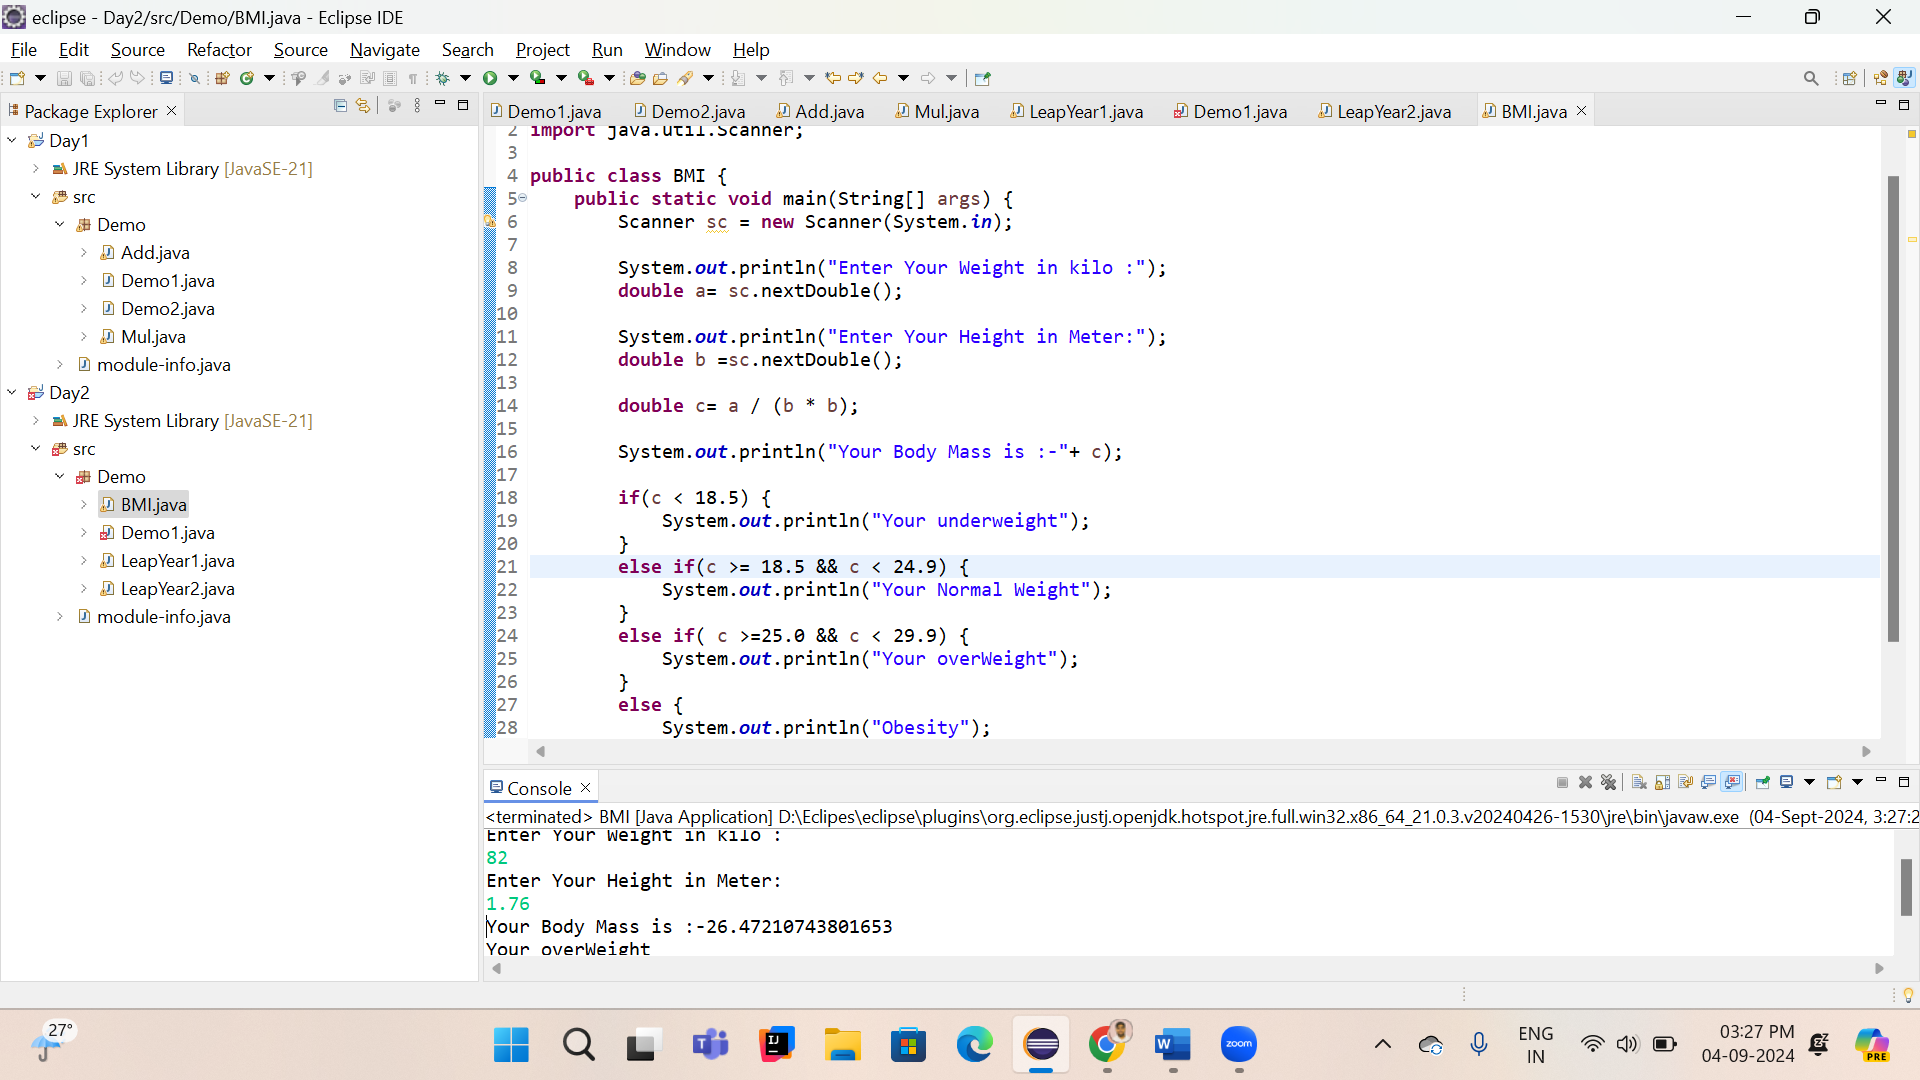 eclipse - Day2/src/Demo/BMI.java - Eclipse IDE
File Edit Source Refactor Source Navigate Search Project Run Window Help
Package Explorer
Day1
JRE System Library [JavaSE-21]
src
Demo
Add.java
Demo1.java
Demo2.java
Mul.java
module-info.java
Day2
JRE System Library [JavaSE-21]
src
Demo
BMI.java
Demo1.java
LeapYear1.java
LeapYear2.java
module-info.java
Demo1.java Demo2.java Add.java Mul.java LeapYear1.java Demo1.java LeapYear2.java BMI.java
2 import java.util.Scanner;
3
4 public class BMI {
5 public static void main(String[] args) {
6 Scanner sc = new Scanner(System.in);
7
8 System.out.println("Enter Your Weight in kilo :");
9 double a= sc.nextDouble();
10
11 System.out.println("Enter Your Height in Meter:");
12 double b =sc.nextDouble();
13
14 double c= a / (b * b);
15
16 System.out.println("Your Body Mass is :-"+ c);
17
18 if(c < 18.5) {
19 System.out.println("Your underweight");
20 }
21 else if(c >= 18.5 && c < 24.9) {
22 System.out.println("Your Normal Weight");
23 }
24 else if( c >=25.0 && c < 29.9) {
25 System.out.println("Your overWeight");
26 }
27 else {
28 System.out.println("Obesity");
Console
<terminated> BMI [Java Application] D:\Eclipes\eclipse\plugins\org.eclipse.justj.openjdk.hotspot.jre.full.win32.x86_64_21.0.3.v20240426-1530\jre\bin\javaw.exe (04-Sept-2024, 3:27:2
Enter Your Weight in kilo :
82
Enter Your Height in Meter:
1.76
Your Body Mass is :-26.47210743801653
Your overWeight
27°
zoom
ENG
IN
03:27 PM
04-09-2024
PRE